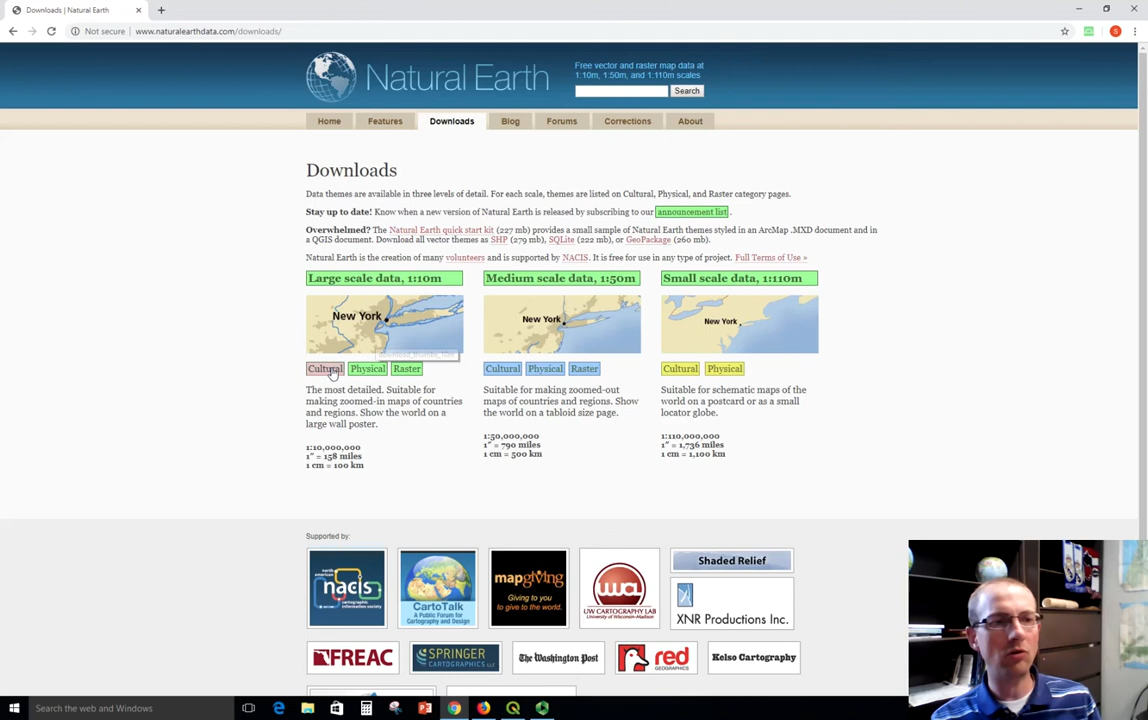 Downloads | Natural Earth
Not secure | www.naturalearthdata.com/downloads/
Natural Earth
Free vector and raster map data at
1:10m, 1:50m, and 1:110m scales
Search
Home Features Downloads Blog Forums Corrections About
Downloads
Data themes are available in three levels of detail. For each scale, themes are listed on Cultural, Physical, and Raster category pages.
Stay up to date! Know when a new version of Natural Earth is released by subscribing to our announcement list .
Overwhelmed? The Natural Earth quick start kit (227 mb) provides a small sample of Natural Earth themes styled in an ArcMap .MXD document and in
a QGIS document. Download all vector themes as SHP (279 mb), SQLite (222 mb), or GeoPackage (260 mb).
Natural Earth is the creation of many volunteers and is supported by NACIS. It is free for use in any type of project. Full Terms of Use »
Large scale data, 1:10m
New York
Cultural Physical Raster
The most detailed. Suitable for
making zoomed-in maps of countries
and regions. Show the world on a
large wall poster.
1:10,000,000
1″ = 158 miles
1 cm = 100 km
Medium scale data, 1:50m
New York
Cultural Physical Raster
Suitable for making zoomed-out
maps of countries and regions. Show
the world on a tabloid size page.
1:50,000,000
1″ = 790 miles
1 cm = 500 km
Small scale data, 1:110m
New York
Cultural Physical
Suitable for schematic maps of the
world on a postcard or as a small
locator globe.
1:110,000,000
1″ = 1,736 miles
1 cm = 1,100 km
Supported by:
nacis
north american cartographic information society
CartoTalk
A Public Forum for
Cartography and Design
mapgiving
Giving to you
to give to the world.
UW CARTOGRAPHY LAB
University of Wisconsin-Madison
Shaded Relief
XNR Productions Inc.
FREAC
SPRINGER
CARTOGRAPHICS LLC
The Washington Post
red
GEOGRAPHICS
Kelso Cartography
Search the web and Windows